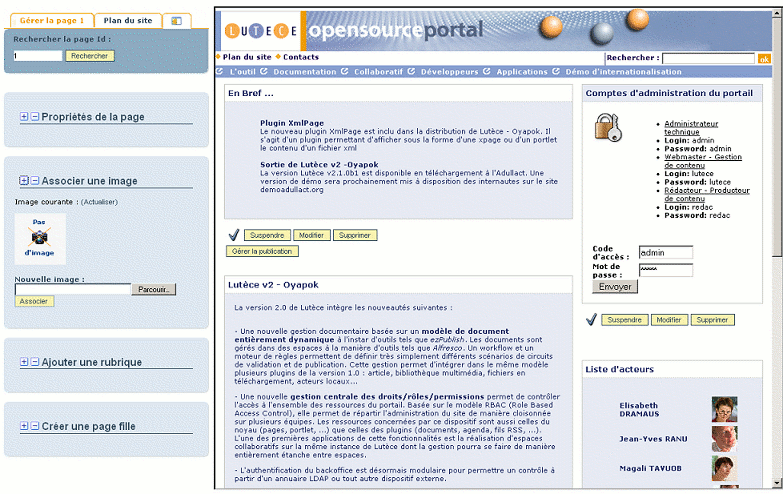 Gérer la page 1
Plan du site
Rechercher la page Id :
1
Rechercher
Propriétés de la page
Associer une image
Image courante : (Actualiser)
Pas
d'image
Nouvelle image :
Parcourir...
Associer
Ajouter une rubrique
Créer une page fille
LUTECE opensourceportal
Plan du site Contacts
Rechercher : ok
L'outil Documentation Collaboratif Développeurs Applications Démo d'internationalisation
En Bref ...
Plugin XmlPage
Le nouveau plugin XmlPage est inclu dans la distribution de Lutèce - Oyapok. Il
s'agit d'un plugin permettant d'afficher sous la forme d'une xpage ou d'un portlet
le contenu d'un fichier xml
Sortie de Lutèce v2 -Oyapok
La version Lutèce v2.1.0b1 est disponible en téléchargement à l'Adullact. Une
version de démo sera prochainement mis à disposition des internautes sur le site
demoadullact.org
Suspendre
Modifier
Supprimer
Gérer la publication
Lutèce v2 - Oyapok
La version 2.0 de Lutèce intègre les nouveautés suivantes :
- Une nouvelle gestion documentaire basée sur un modèle de document
entièrement dynamique à l'instar d'outils tels que ezPublish. Les documents sont
gérés dans des espaces à la manière d'outils tels que Alfresco. Un workflow et un
moteur de règles permettent de définir très simplement différents scénarios de circuits
de validation et de publication. Cette gestion permet d'intégrer dans le même modèle
plusieurs plugins de la version 1.0 : article, bibliothèque multimédia, fichiers en
téléchargement, acteurs locaux...
- Une nouvelle gestion centrale des droits/rôles/permissions permet de contrôler
l'accès à l'ensemble des ressources du portail. Basée sur le modèle RBAC (Role Based
Access Control), elle permet de répartir l'administration du site de manière cloisonnée
sur plusieurs équipes. Les ressources concernées par ce dispositif sont aussi celles du
noyau (pages, portlet, ...) que celles des plugins (documents, agenda, fils RSS, ...).
L'une des premières applications de cette fonctionnalités est la réalisation d'espaces
collaboratifs sur la même instance de Lutèce dont la gestion pourra se faire de manière
entièrement étanche entre espaces.
- L'authentification du backoffice est désormais modulaire pour permettre un contrôle à
partir d'un annuaire LDAP ou tout autre dispositif externe.
Comptes d'administration du portail
Administrateur
technique
Login: admin
Password: admin
Webmaster - Gestion
de contenu
Login: lutece
Password: lutece
Rédacteur - Producteur
de contenu
Login: redac
Password: redac
Code
d'accès : admin
Mot de
passe : *****
Envoyer
Suspendre
Modifier
Supprimer
Liste d'acteurs
Elisabeth
DRAMAUS
Jean-Yves RANU
Magali TAVUOB